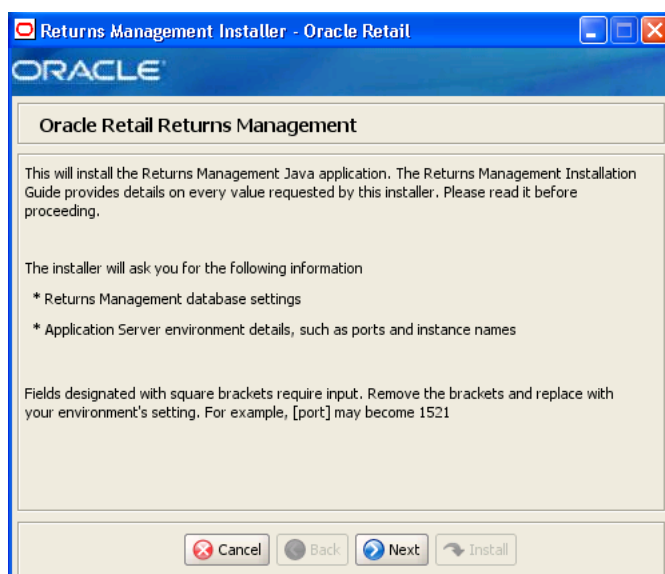 Returns Management Installer - Oracle Retail
ORACLE
Oracle Retail Returns Management
This will install the Returns Management Java application. The Returns Management Installation
Guide provides details on every value requested by this installer. Please read it before
proceeding.
The installer will ask you for the following information
* Returns Management database settings
* Application Server environment details, such as ports and instance names
Fields designated with square brackets require input. Remove the brackets and replace with
your environment's setting. For example, [port] may become 1521
Cancel Back Next Install